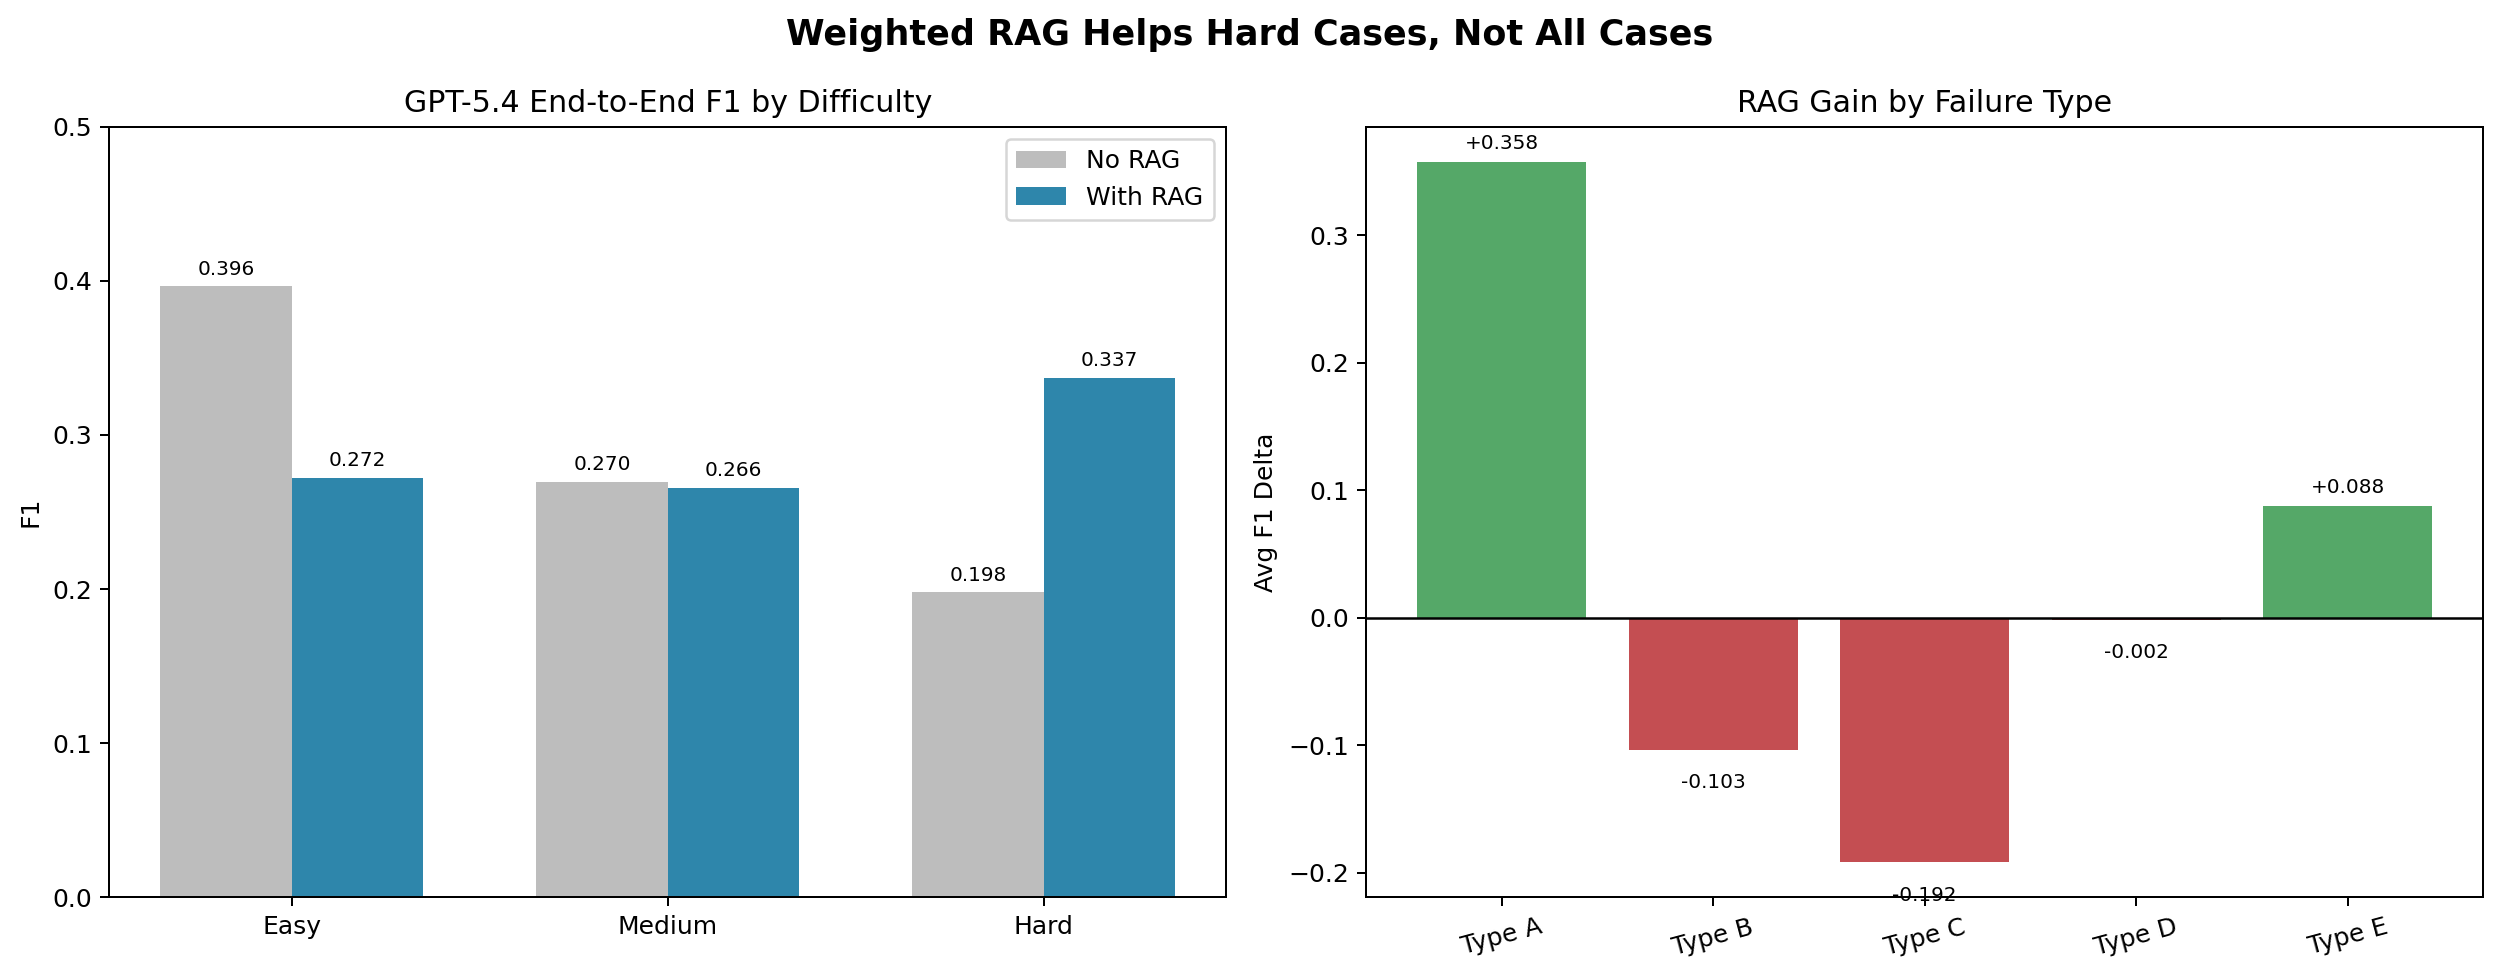 Weighted RAG Helps Hard Cases, Not All Cases
GPT-5.4 End-to-End F1 by Difficulty
F1
0.5
0.4
0.3
0.2
0.1
0.0
No RAG
With RAG
0.396
0.272
0.270
0.266
0.198
0.337
Easy
Medium
Hard
RAG Gain by Failure Type
Avg F1 Delta
0.3
0.2
0.1
0.0
−0.1
−0.2
+0.358
-0.103
-0.192
-0.002
+0.088
Type A
Type B
Type C
Type D
Type E